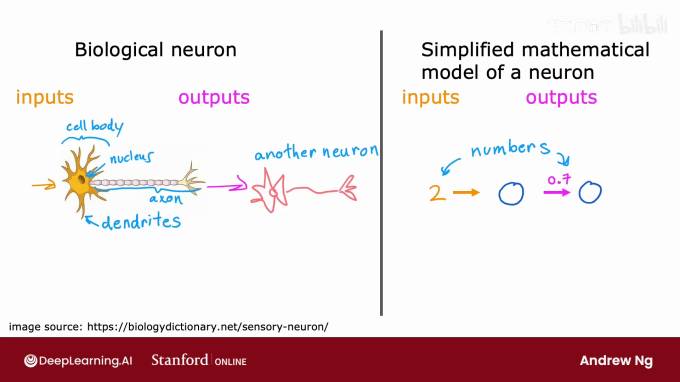 bilibili
Biological neuron
inputs
outputs
cell body
nucleus
axon
dendrites
another neuron
Simplified mathematical
model of a neuron
inputs
outputs
numbers
2
0.7
image source: https://biologydictionary.net/sensory-neuron/
DeepLearning.AI
Stanford | ONLINE
Andrew Ng